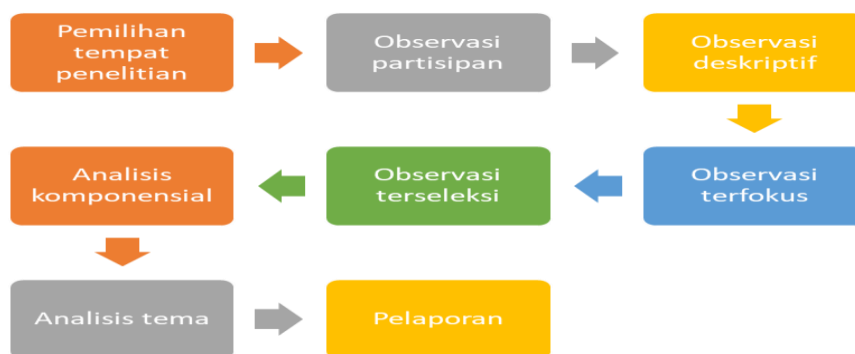 Pemilihan
tempat
penelitian
Observasi
partisipan
Observasi
deskriptif
Observasi
terfokus
Observasi
terseleksi
Analisis
komponensial
Analisis tema
Pelaporan